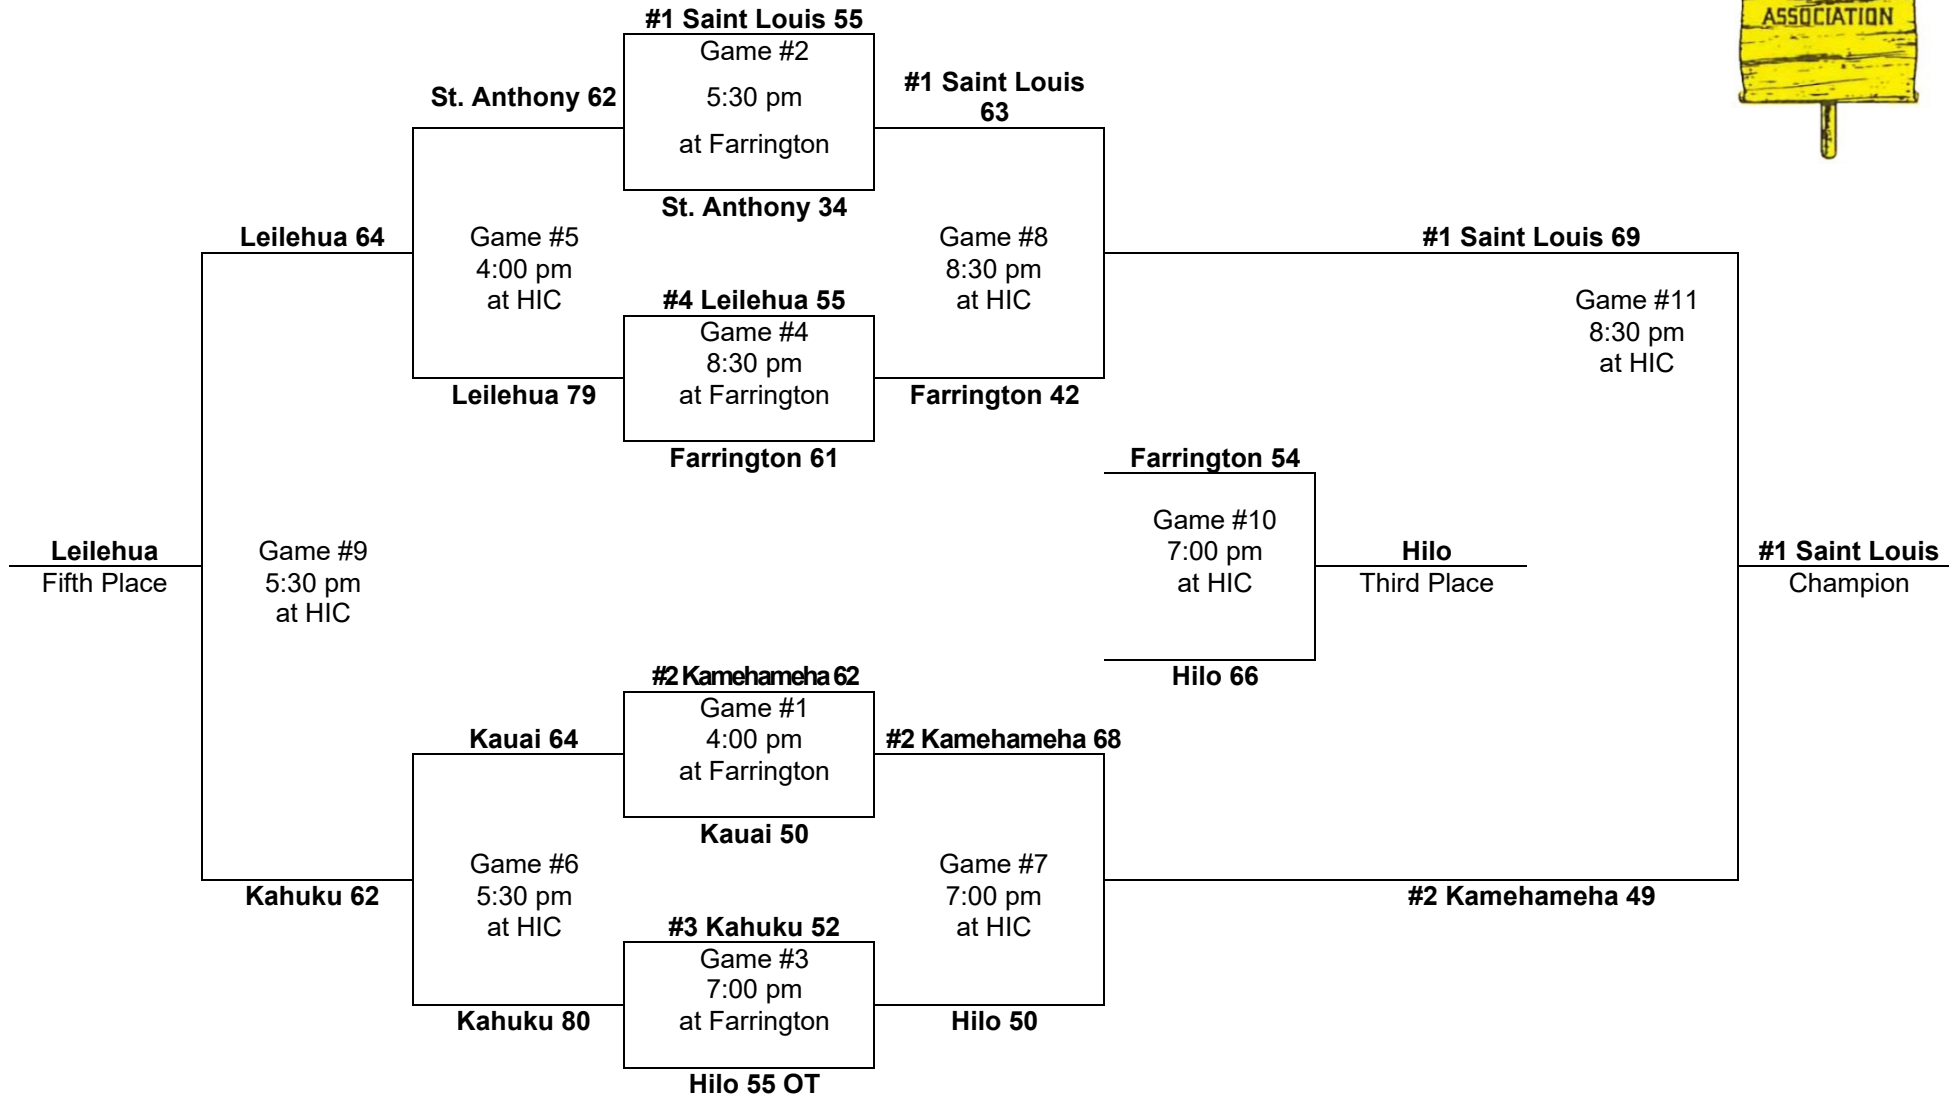 ASSOCIATION
#1 Saint Louis 55
Game #2
5:30 pm
at Farrington
St. Anthony 34
St. Anthony 62
#1 Saint Louis
63
Leilehua 64
Game #5
4:00 pm
at HIC
Game #8
8:30 pm
at HIC
#1 Saint Louis 69
#4 Leilehua 55
Game #4
8:30 pm
at Farrington
Farrington 61
Leilehua 79
Farrington 42
Game #11
8:30 pm
at HIC
Farrington 54
Game #10
7:00 pm
at HIC
Hilo 66
Leilehua
Fifth Place
Game #9
5:30 pm
at HIC
Hilo
Third Place
#1 Saint Louis
Champion
#2 Kamehameha 62
Game #1
4:00 pm
at Farrington
Kauai 50
Kauai 64
#2 Kamehameha 68
Kahuku 62
Game #6
5:30 pm
at HIC
Game #7
7:00 pm
at HIC
#2 Kamehameha 49
#3 Kahuku 52
Game #3
7:00 pm
at Farrington
Hilo 55 OT
Kahuku 80
Hilo 50